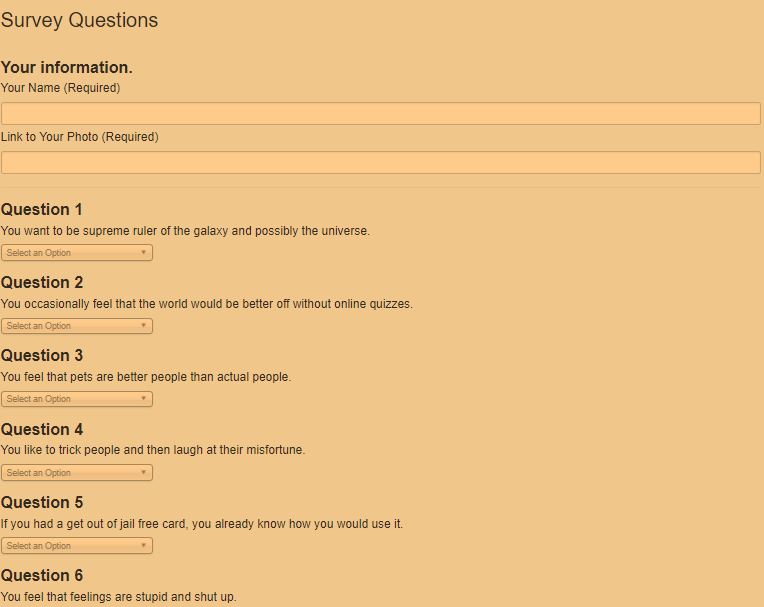 Survey Questions
Your information.
Your Name (Required)
Link to Your Photo (Required)
Question 1
You want to be supreme ruler of the galaxy and possibly the universe.
Select an Option
Question 2
You occasionally feel that the world would be better off without online quizzes.
Select an Option
Question 3
You feel that pets are better people than actual people.
Select an Option
Question 4
You like to trick people and then laugh at their misfortune.
Select an Option
Question 5
If you had a get out of jail free card, you already know how you would use it.
Select an Option
Question 6
You feel that feelings are stupid and shut up.